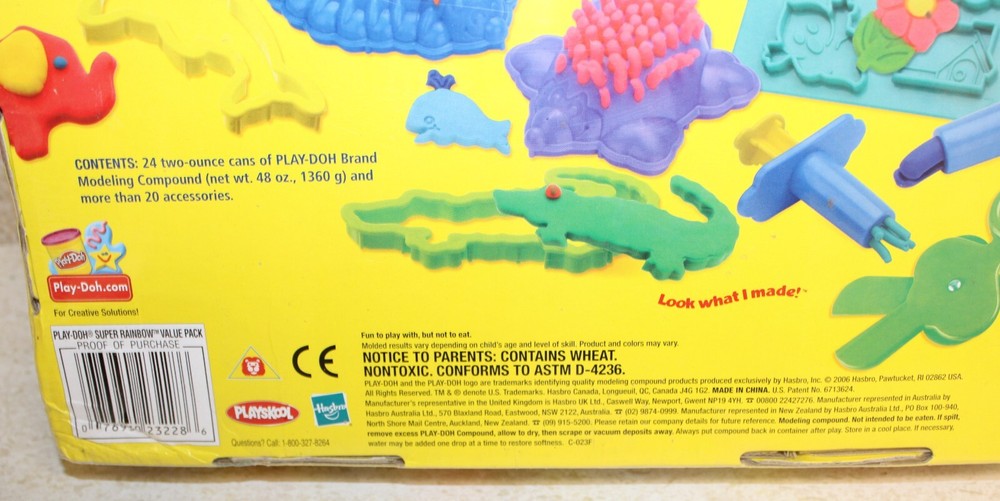 CONTENTS: 24 two-ounce cans of PLAY-DOH Brand
Modeling Compound (net wt. 48 oz., 1360 g) and
more than 20 accessories.
Play-Doh
Play-Doh.com
For Creative Solutions!
Look what I made!™
PLAY-DOH® SUPER RAINBOW™ VALUE PACK
PROOF OF PURCHASE
0 76930 23228 6
CE
PLAYSKOOL
Hasbro
Questions? Call: 1-800-327-8264
Fun to play with, but not to eat.
Molded results vary depending on child's age and level of skill. Product and colors may vary.
NOTICE TO PARENTS: CONTAINS WHEAT.
NONTOXIC. CONFORMS TO ASTM D-4236.
PLAY-DOH and the PLAY-DOH logo are trademarks identifying quality modeling compound products produced exclusively by Hasbro, Inc. © 2006 Hasbro, Pawtucket, RI 02862 USA.
All Rights Reserved. TM & ® denote U.S. Trademarks. Hasbro Canada, Longueuil, QC, Canada J4G 1G2. MADE IN CHINA. U.S. Patent No. 6713624.
Manufacturer's representative in the United Kingdom is Hasbro UK Ltd., Caswell Way, Newport, Gwent NP19 4YH. ☎ 00800 22427276. Manufacturer represented in Australia by
Hasbro Australia Ltd., 570 Blaxland Road, Eastwood, NSW 2122, Australia. ☎ (02) 9874-0999. Manufacturer represented in New Zealand by Hasbro Australia Ltd., PO Box 100-940,
North Shore Mail Centre, Auckland, New Zealand. ☎ (09) 915-5200. Please retain our company details for future reference. Modeling compound. Not intended to be eaten. If spilt,
remove excess PLAY-DOH Compound, allow to dry, then scrape or vacuum deposits away. Always put compound back in container after play. Store in a cool place. If necessary,
water may be added one drop at a time to restore softness. C-023F